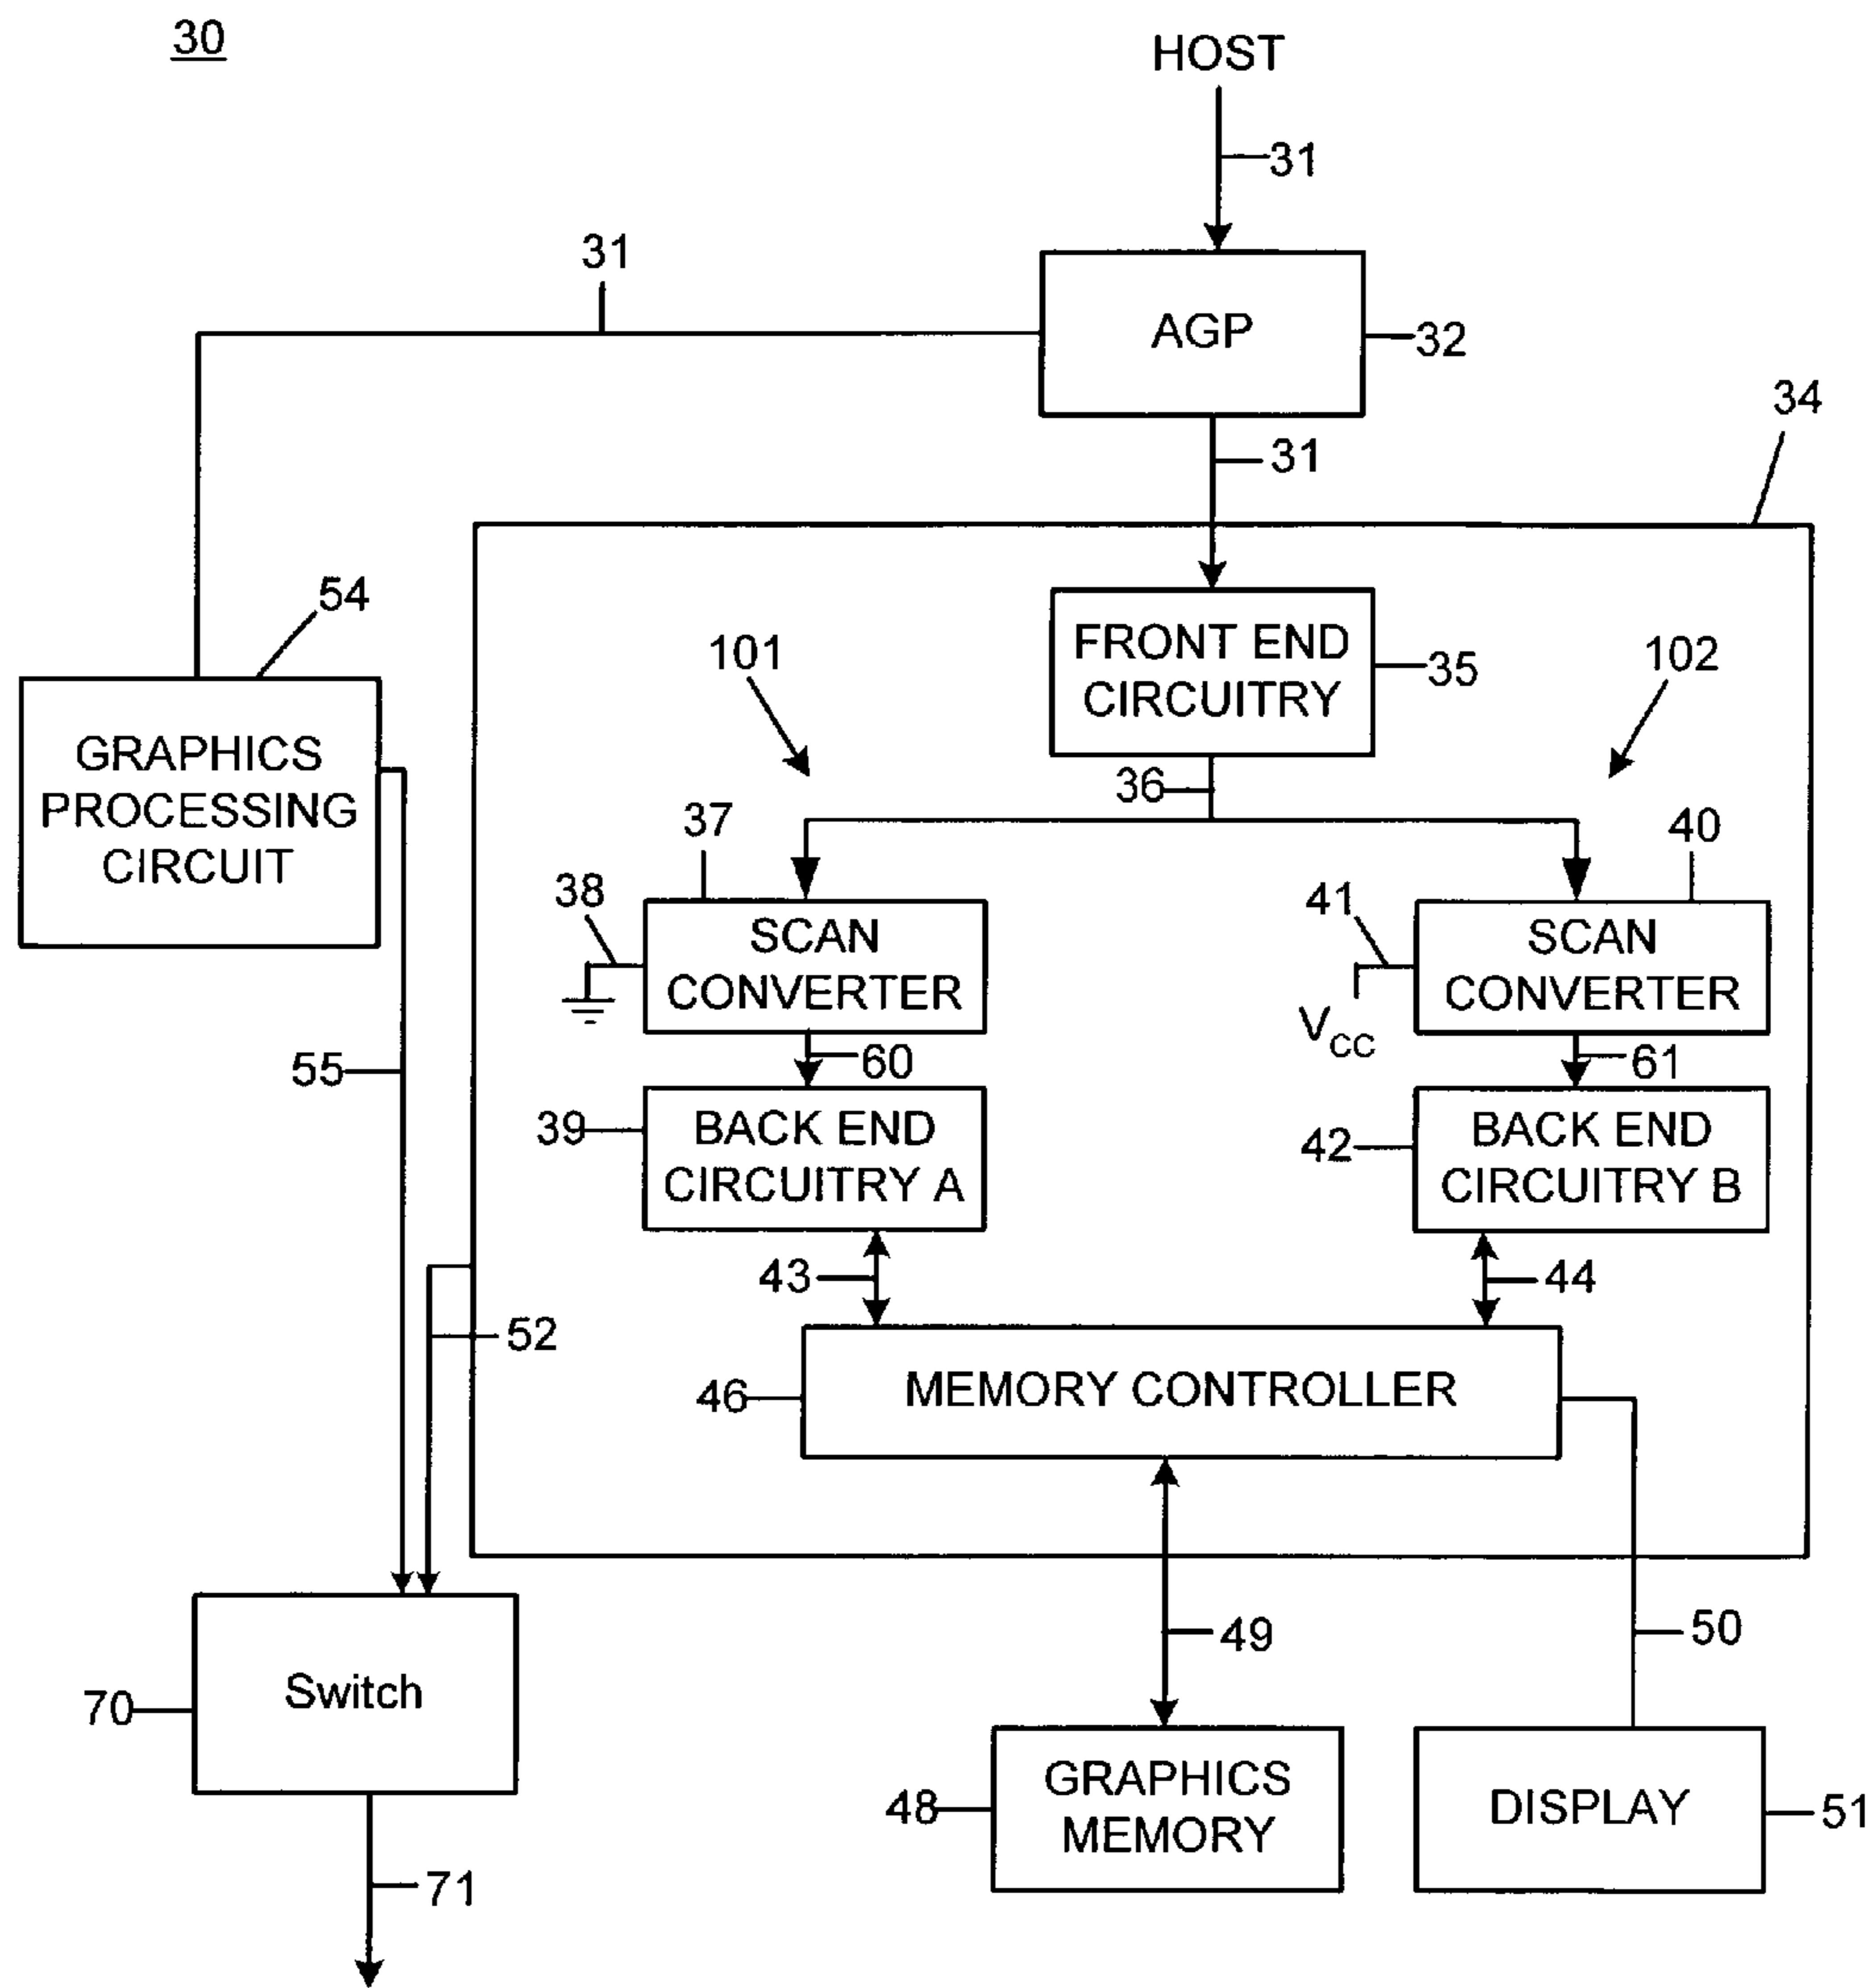 30
HOST
31
31
AGP
32
34
31
54
FRONT END
CIRCUITRY
35
101
102
GRAPHICS
PROCESSING
CIRCUIT
36
37
40
38
SCAN
CONVERTER
41
V_CC
SCAN
CONVERTER
55
60
61
39
BACK END
CIRCUITRY A
42
BACK END
CIRCUITRY B
43
44
52
46
MEMORY CONTROLLER
49
50
Switch
70
48
GRAPHICS
MEMORY
DISPLAY
51
71